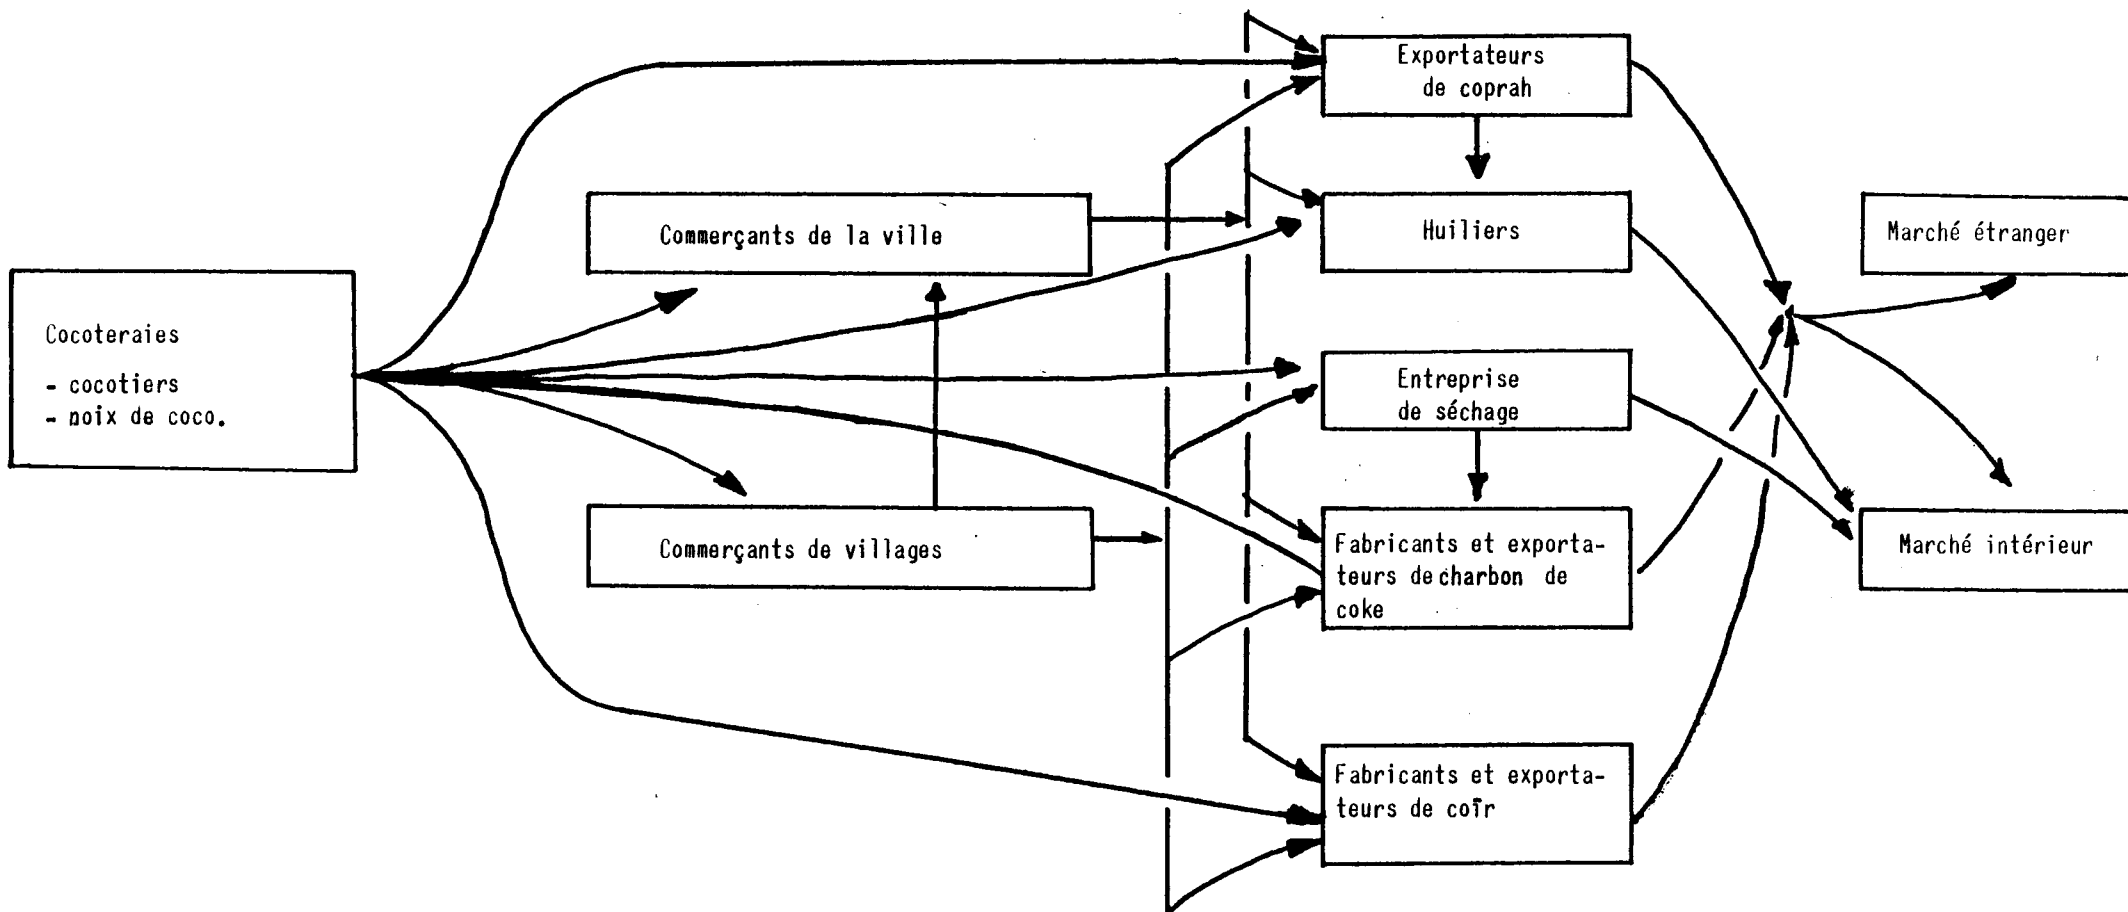 Cocoteraies
- cocotiers
- noix de coco.
Commerçants de la ville
Commerçants de villages
Exportateurs
de coprah
Huiliers
Entreprise
de séchage
Fabricants et exporta-
teurs de charbon de
coke
Fabricants et exporta-
teurs de coïr
Marché étranger
Marché intérieur